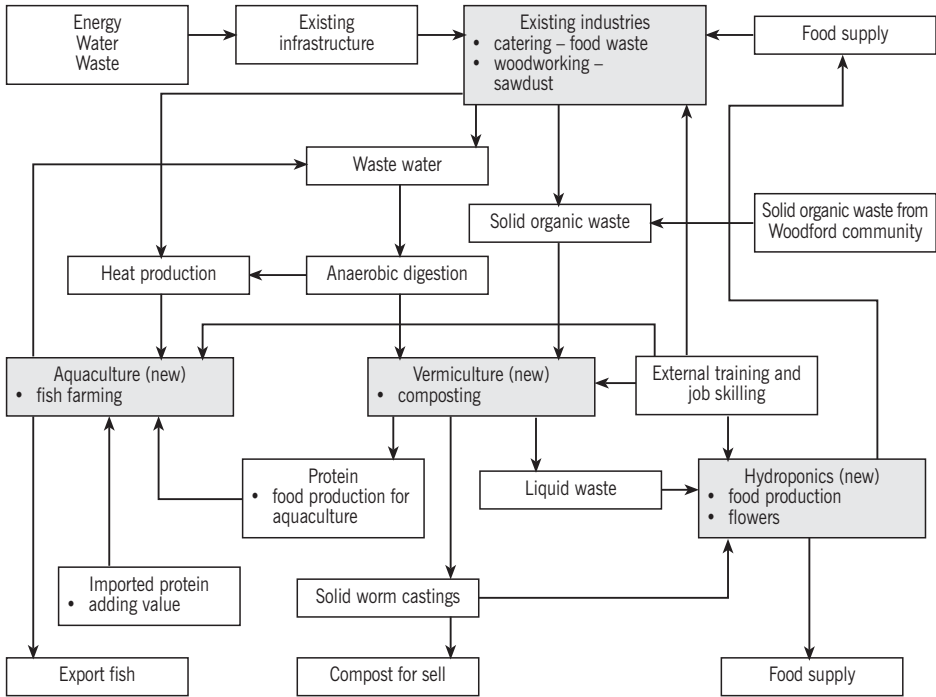 Energy
Water
Waste
Existing
infrastructure
Existing industries
• catering – food waste
• woodworking –
sawdust
Food supply
Waste water
Solid organic waste
Solid organic waste from
Woodford community
Heat production
Anaerobic digestion
Aquaculture (new)
• fish farming
Vermiculture (new)
• composting
External training and
job skilling
Protein
• food production for
aquaculture
Liquid waste
Hydroponics (new)
• food production
• flowers
Imported protein
• adding value
Solid worm castings
Export fish
Compost for sell
Food supply